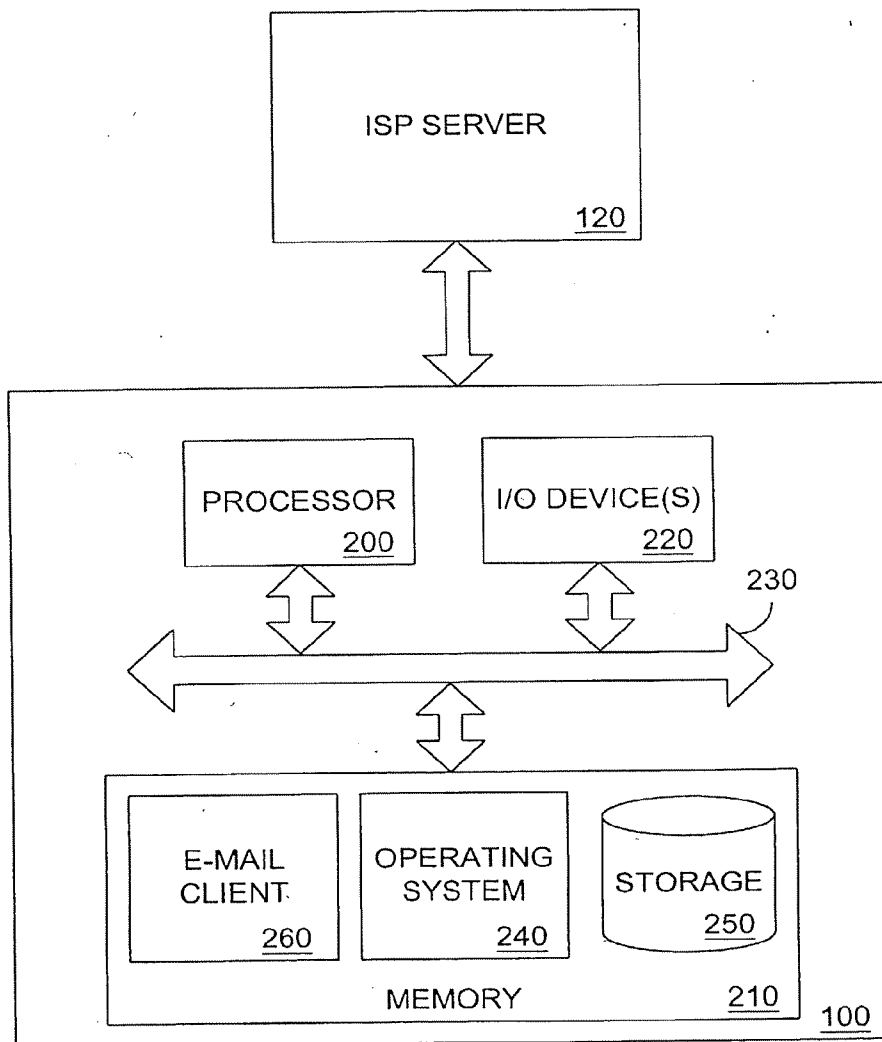 ISP SERVER
120
PROCESSOR
200
I/O DEVICE(S)
220
230
E-MAIL
CLIENT
260
OPERATING
SYSTEM
240
STORAGE
250
MEMORY
210
100